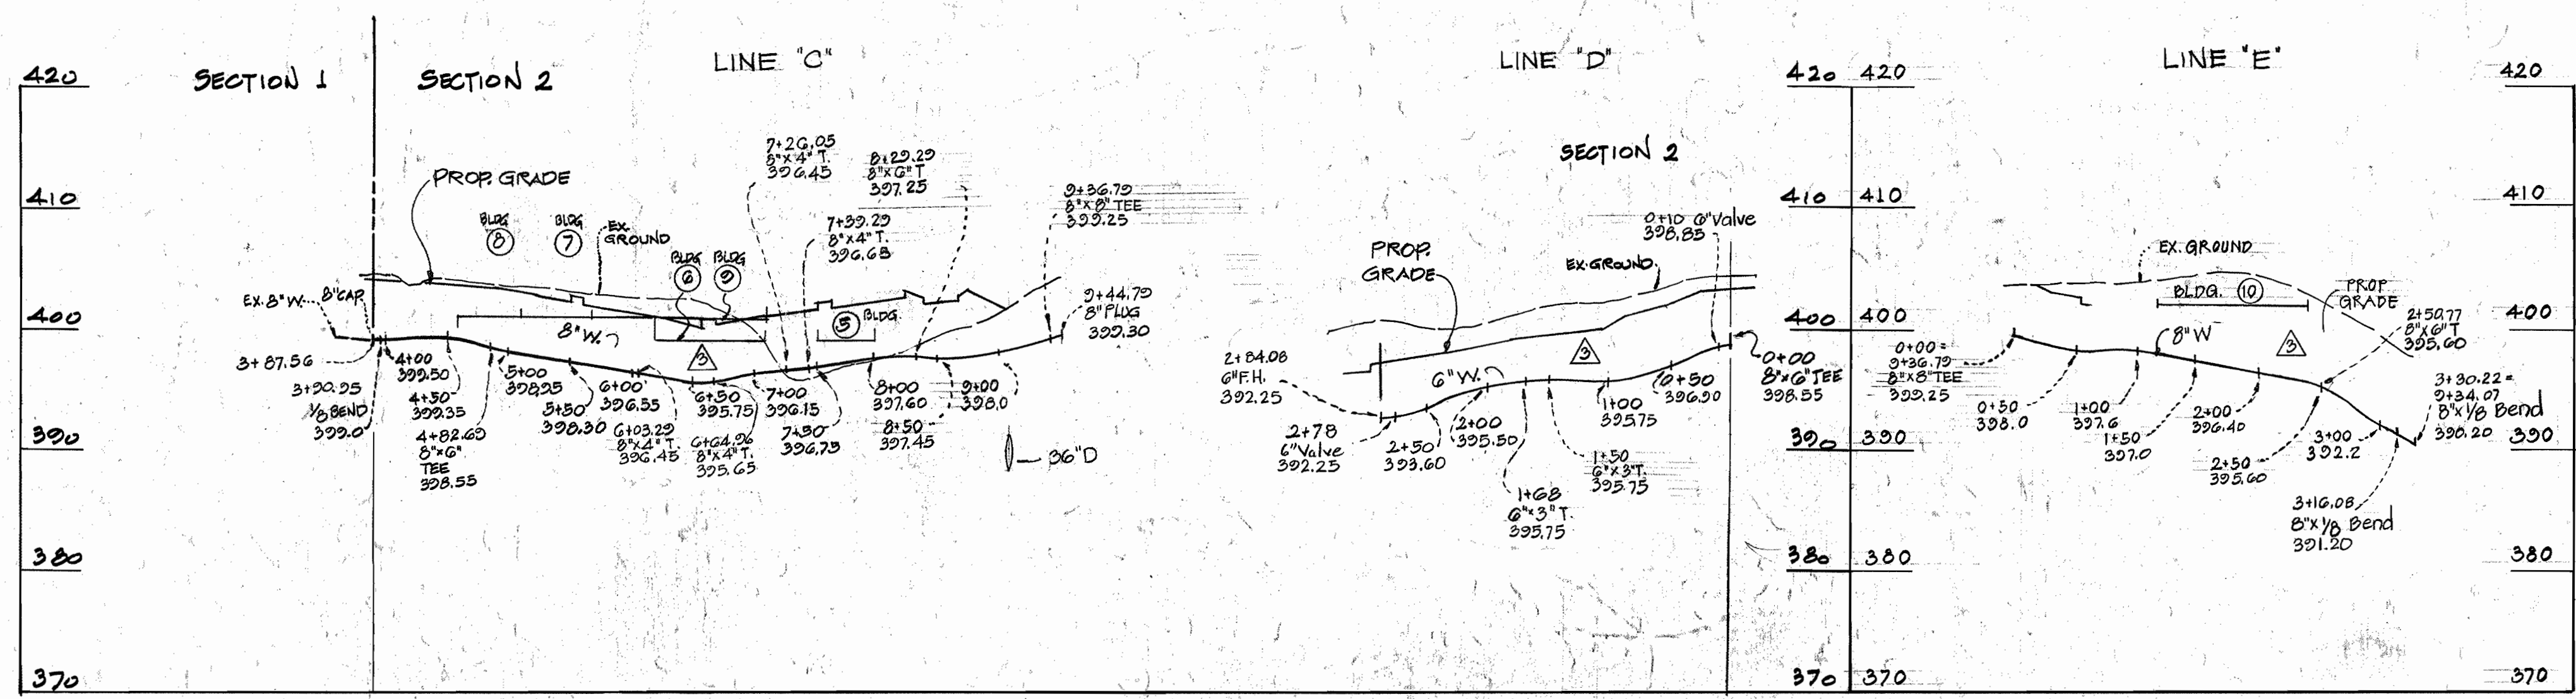 LINE "C"
SECTION 1
SECTION 2
420
410
400
390
380
370
PROP. GRADE
BLDG
8
BLDG
7
EX.
GROUND
BLDG
6
BLDG
9
7+26.05
8"x4" T.
396.45
8+29.29
8"x6" T
397.25
7+39.29
8"x4" T.
396.65
9+36.79
8"x8" TEE
399.25
9+44.79
8" PLUG
399.30
EX. 8" W.
8" CAP.
8" W.
3
5
BLDG.
3+87.56
3+90.95
1/8 BEND
399.0
4+00
399.50
4+50
399.35
4+82.69
8"x6"
TEE
398.55
5+00
398.95
5+50
398.30
6+00
396.55
6+03.29
8"x4" T.
396.45
6+50
395.75
6+64.96
8"x4" T.
395.65
7+00
396.15
7+50
396.75
8+00
397.60
8+50
397.45
9+00
398.0
36"D
LINE "D"
SECTION 2
420
410
400
390
380
370
PROP.
GRADE
EX. GROUND.
0+10 6" Valve
398.85
2+84.08
6" F.H.
392.25
6" W.
3
0+00
8"x6" TEE
398.55
2+78
6" Valve
392.25
2+50
393.60
2+00
395.50
1+68
6"x3" T.
395.75
1+50
6"x3" T.
395.75
1+00
395.75
0+50
396.90
LINE "E"
420
410
400
390
380
370
EX. GROUND
BLDG. 10
PROP
GRADE
8" W
3
2+50.77
8"x6" T
395.60
0+00 =
9+36.79
8"x8" TEE
399.25
0+50
398.0
1+00
397.6
1+50
397.0
2+00
396.40
2+50
395.60
3+00
392.2
3+16.08
8"x 1/8 Bend
391.20
3+30.22 =
9+34.07
8"x 1/8 Bend
390.20
420
410
400
390
380
370